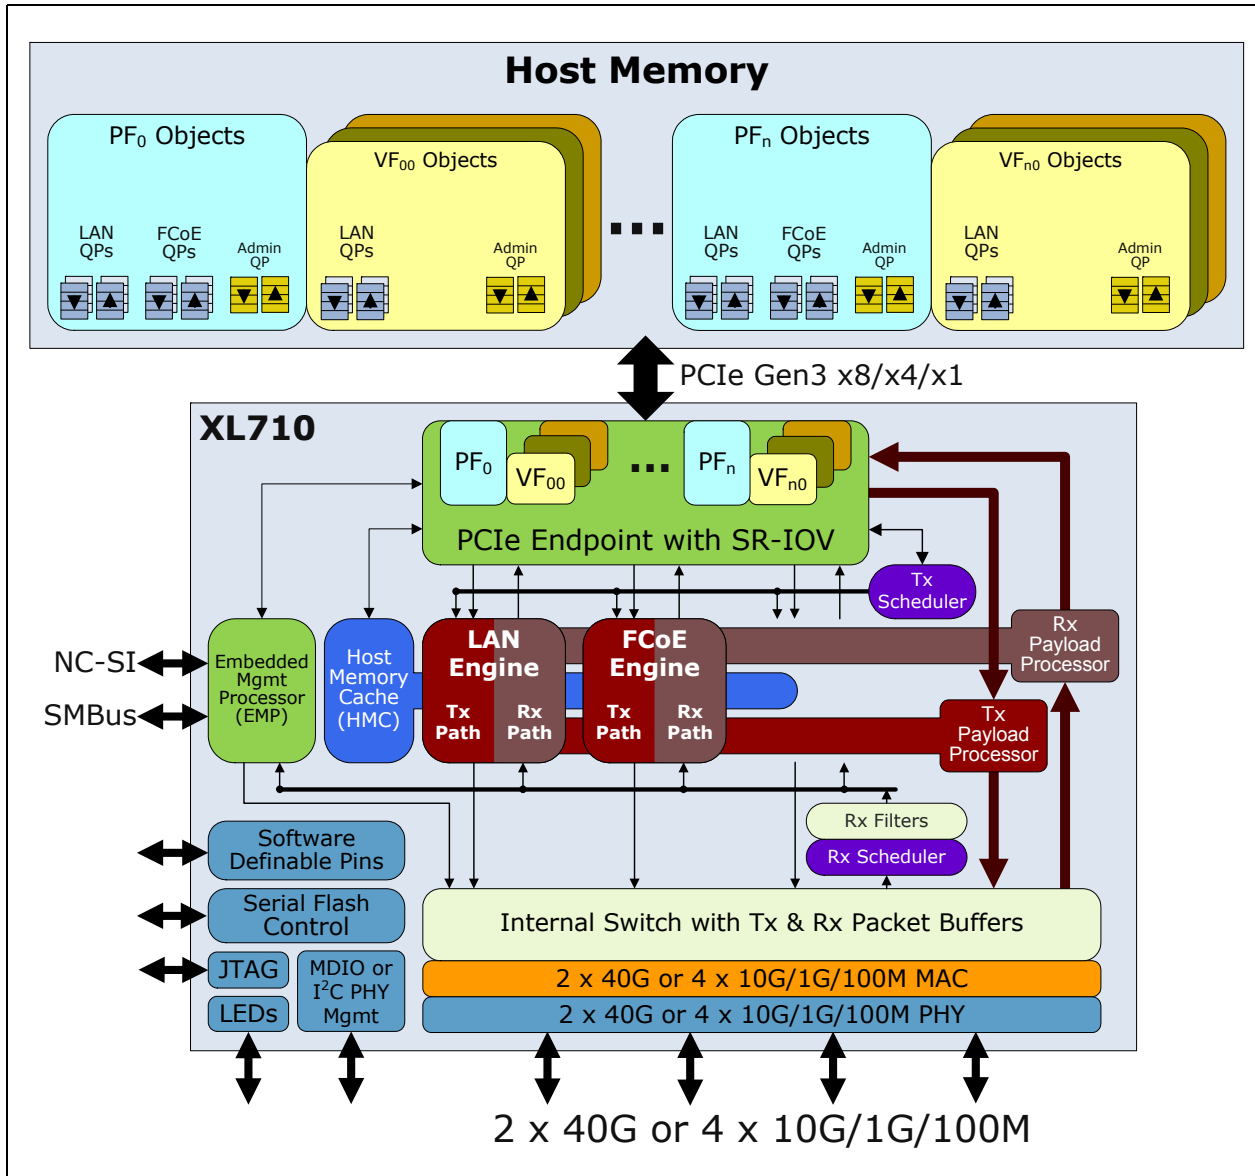 Host Memory
PF0 Objects
LAN
QPs
FCoE
QPs
Admin
QP
VF00 Objects
LAN
QPs
Admin
QP
...
PFn Objects
LAN
QPs
FCoE
QPs
Admin
QP
VFn0 Objects
LAN
QPs
Admin
QP
PCIe Gen3 x8/x4/x1
XL710
PF0
VF00
...
PFn
VFn0
PCIe Endpoint with SR-IOV
Tx
Scheduler
NC-SI
SMBus
Embedded
Mgmt
Processor
(EMP)
Host
Memory
Cache
(HMC)
LAN
Engine
Tx
Path
Rx
Path
FCoE
Engine
Tx
Path
Rx
Path
Rx
Payload
Processor
Tx
Payload
Processor
Rx Filters
Rx Scheduler
Software
Definable Pins
Serial Flash
Control
JTAG
LEDs
MDIO or
I2C PHY
Mgmt
Internal Switch with Tx & Rx Packet Buffers
2 x 40G or 4 x 10G/1G/100M MAC
2 x 40G or 4 x 10G/1G/100M PHY
2 x 40G or 4 x 10G/1G/100M